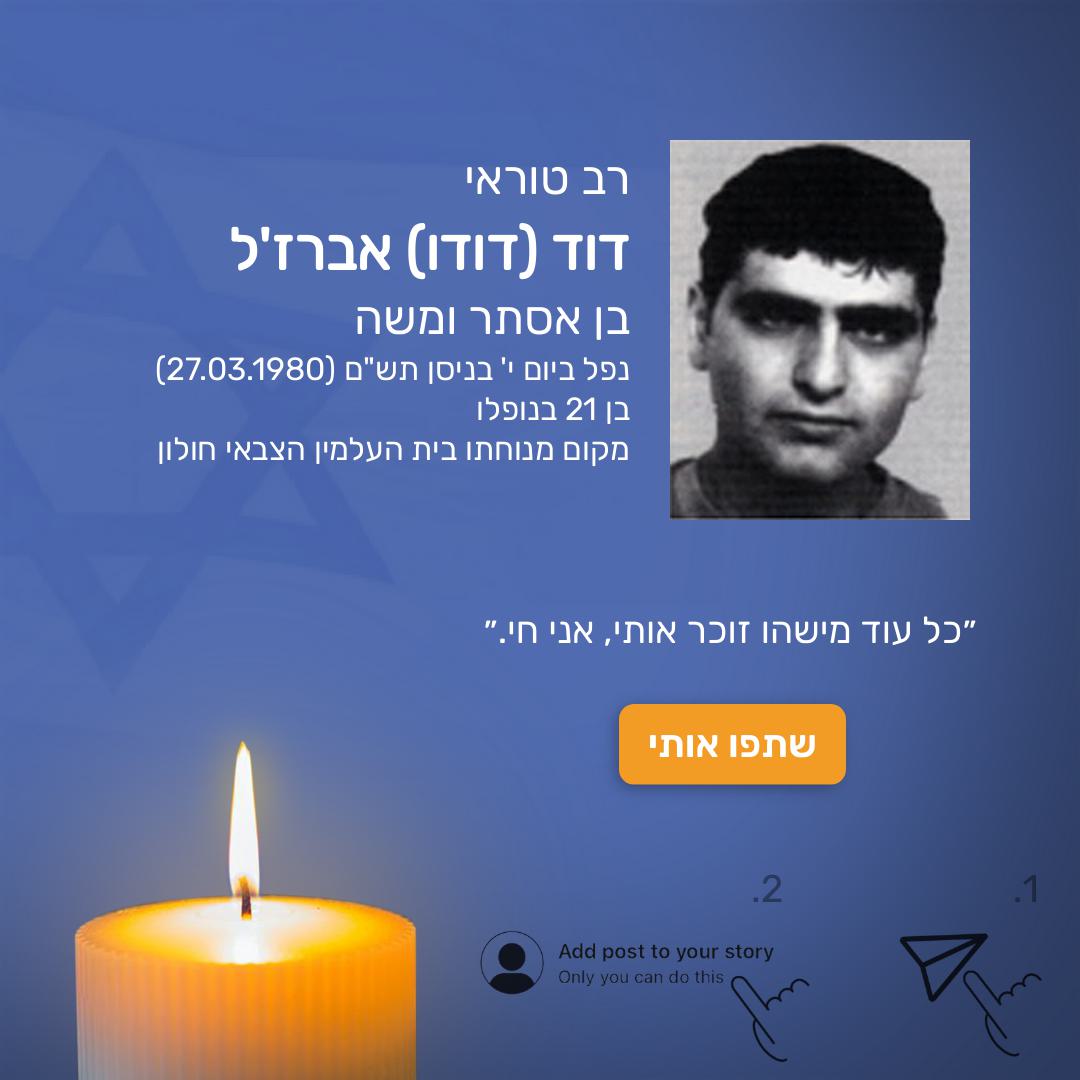 רב טוראי
דוד (דודו) אברז'ל
בן אסתר ומשה
נפל ביום י' בניסן תש"ם (27.03.1980)
בן 21 בנופלו
מקום מנוחתו בית העלמין הצבאי חולון
״כל עוד מישהו זוכר אותי, אני חי.״
שתפו אותי
.1
.2
Add post to your story
Only you can do this